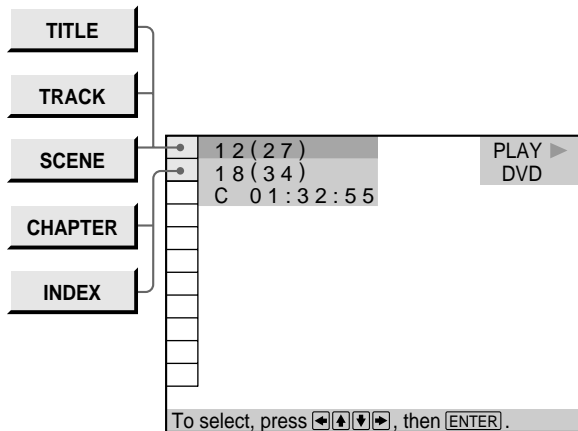 TITLE
TRACK
SCENE
CHAPTER
INDEX
12(27)
18(34)
C 01:32:55
PLAY ►
DVD
To select, press ←↑↓→, then ENTER.